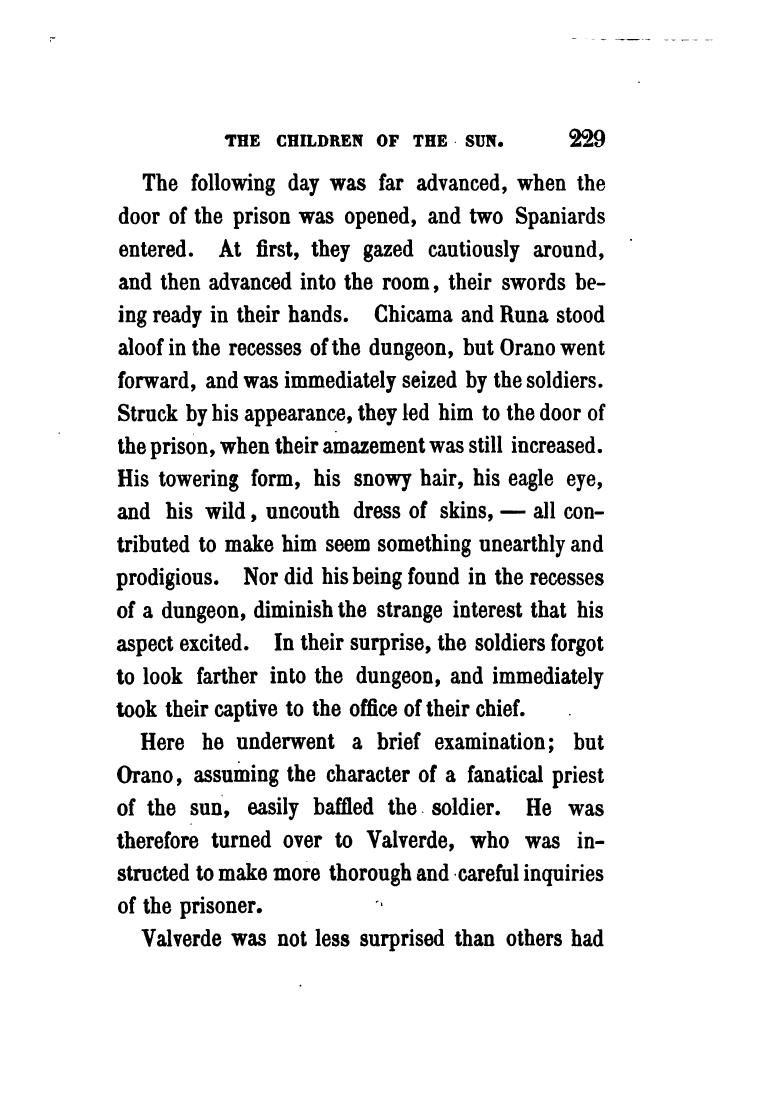 THE CHILDREN OF THE SUN. 229
The following day was far advanced, when the
door of the prison was opened, and two Spaniards
entered. At first, they gazed cautiously around,
and then advanced into the room, their swords be-
ing ready in their hands. Chicama and Runa stood
aloof in the recesses of the dungeon, but Orano went
forward, and was immediately seized by the soldiers.
Struck by his appearance, they led him to the door of
the prison, when their amazement was still increased.
His towering form, his snowy hair, his eagle eye,
and his wild, uncouth dress of skins, — all con-
tributed to make him seem something unearthly and
prodigious. Nor did his being found in the recesses
of a dungeon, diminish the strange interest that his
aspect excited. In their surprise, the soldiers forgot
to look farther into the dungeon, and immediately
took their captive to the office of their chief.
Here he underwent a brief examination; but
Orano, assuming the character of a fanatical priest
of the sun, easily baffled the soldier. He was
therefore turned over to Valverde, who was in-
structed to make more thorough and careful inquiries
of the prisoner.
Valverde was not less surprised than others had